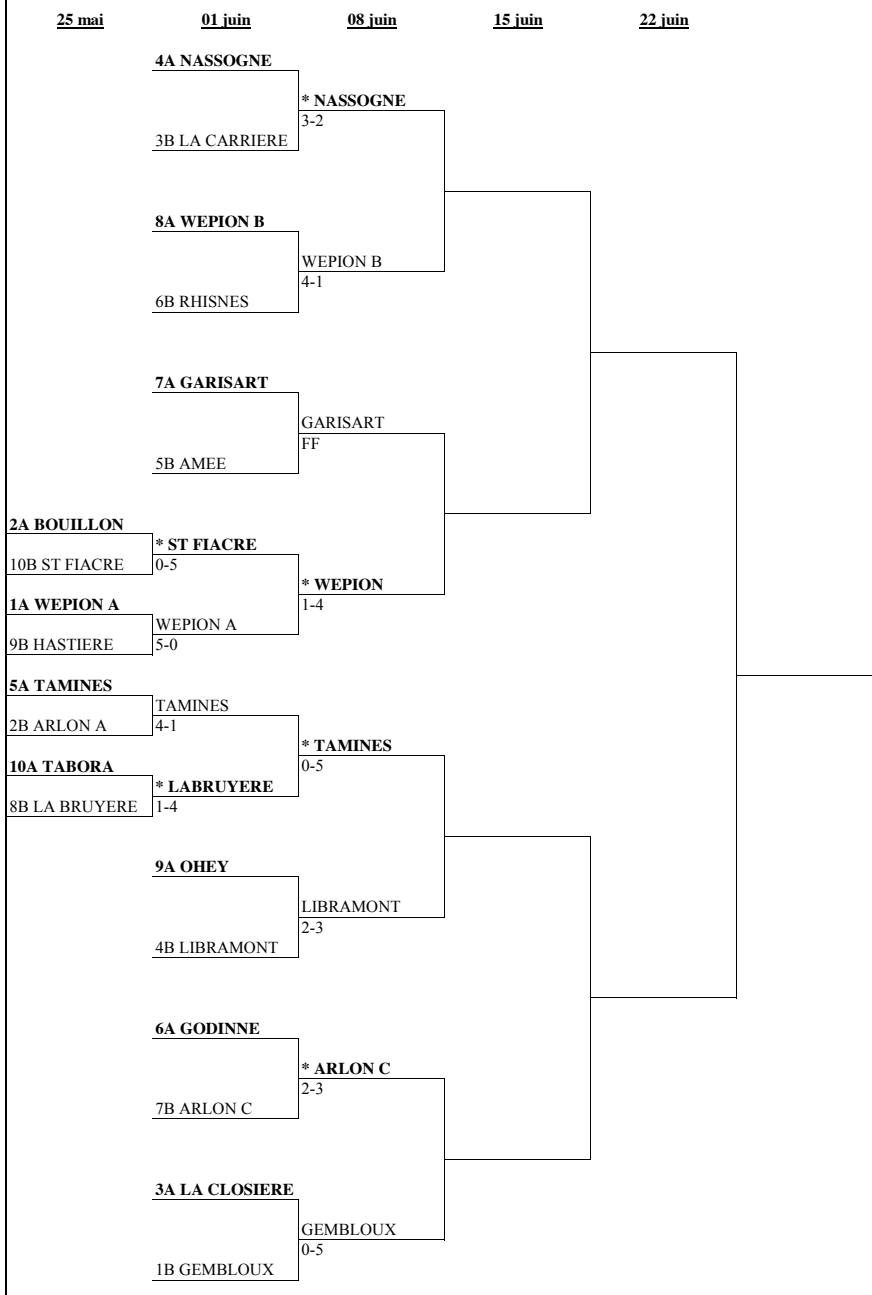 25 mai 01 juin 08 juin 15 juin 22 juin
4A NASSOGNE
* NASSOGNE
3-2
3B LA CARRIERE
8A WEPION B
WEPION B
4-1
6B RHISNES
7A GARISART
GARISART
FF
5B AMEE
2A BOUILLON
* ST FIACRE
10B ST FIACRE 0-5
* WEPION
1A WEPION A 1-4
WEPION A
9B HASTIERE 5-0
5A TAMINES
TAMINES
2B ARLON A 4-1
* TAMINES
10A TABORA 0-5
* LABRUYERE
8B LA BRUYERE 1-4
9A OHEY
LIBRAMONT
2-3
4B LIBRAMONT
6A GODINNE
* ARLON C
2-3
7B ARLON C
3A LA CLOSIERE
GEMBLOUX
0-5
1B GEMBLOUX